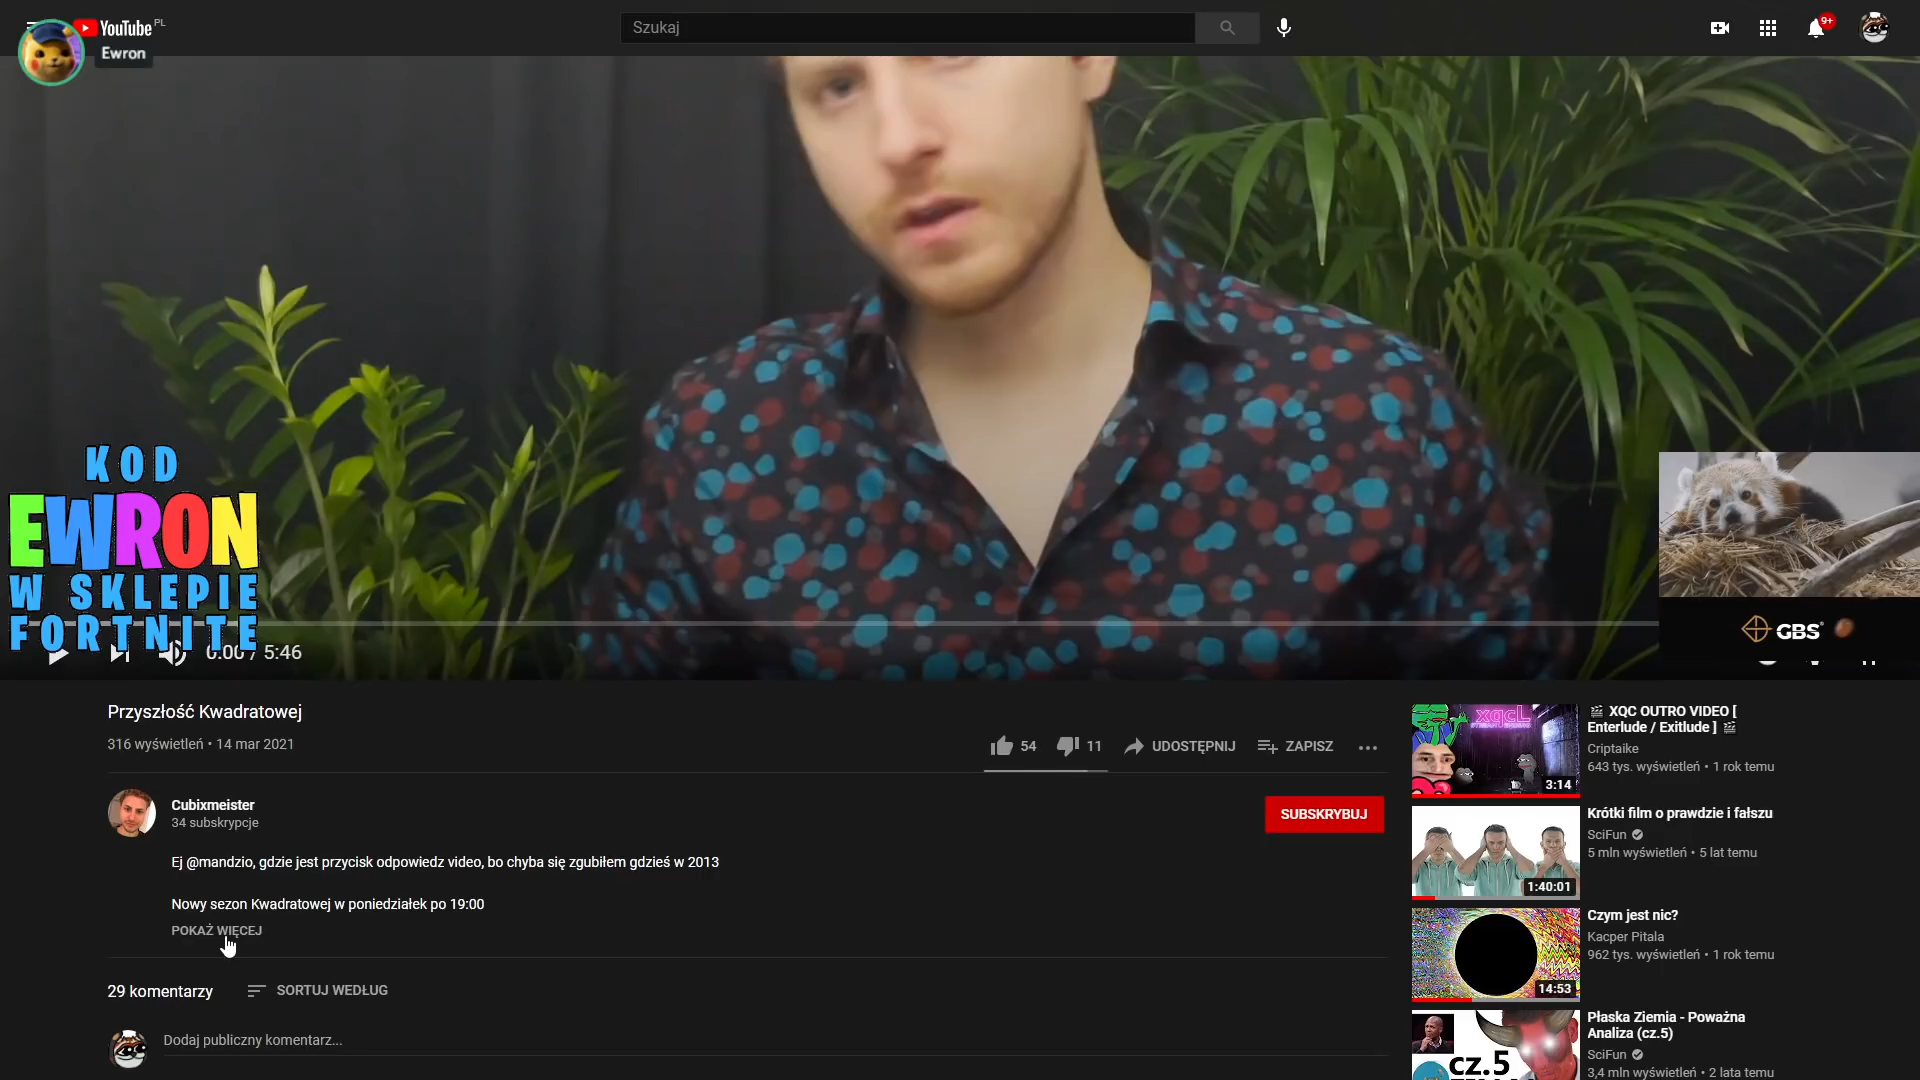 YouTube PL
Szukaj
9+
Ewron
KOD
EWRON
W SKLEPIE
FORTNITE
0:00 / 5:46
GBS
Przyszłość Kwadratowej
316 wyświetleń • 14 mar 2021
54
11
UDOSTĘPNIJ
ZAPISZ
Cubixmeister
34 subskrypcje
SUBSKRYBUJ
Ej @mandzio, gdzie jest przycisk odpowiedz video, bo chyba się zgubiłem gdzieś w 2013
Nowy sezon Kwadratowej w poniedziałek po 19:00
POKAŻ WIĘCEJ
29 komentarzy
SORTUJ WEDŁUG
Dodaj publiczny komentarz...
xqcL
3:14
🎬 XQC OUTRO VIDEO [
Enterlude / Exitlude ] 🎬
Criptaike
643 tys. wyświetleń • 1 rok temu
1:40:01
Krótki film o prawdzie i fałszu
SciFun
5 mln wyświetleń • 5 lat temu
14:53
Czym jest nic?
Kacper Pitala
962 tys. wyświetleń • 1 rok temu
cz.5
Płaska Ziemia - Poważna
Analiza (cz.5)
SciFun
3,4 mln wyświetleń • 2 lata temu